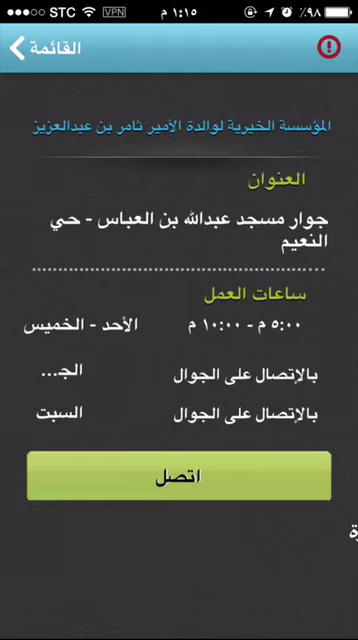 ●●●○○ STC VPN ١:١٥ م ٩٨٪
القائمة
المؤسسة الخيرية لوالدة الأمير ثامر بن عبدالعزيز
العنوان
جوار مسجد عبدالله بن العباس - حي
النعيم
ساعات العمل
الأحد - الخميس ٥:٠٠ م - ١٠:٠٠ م
الجـ... بالإتصال على الجوال
السبت بالإتصال على الجوال
اتصل